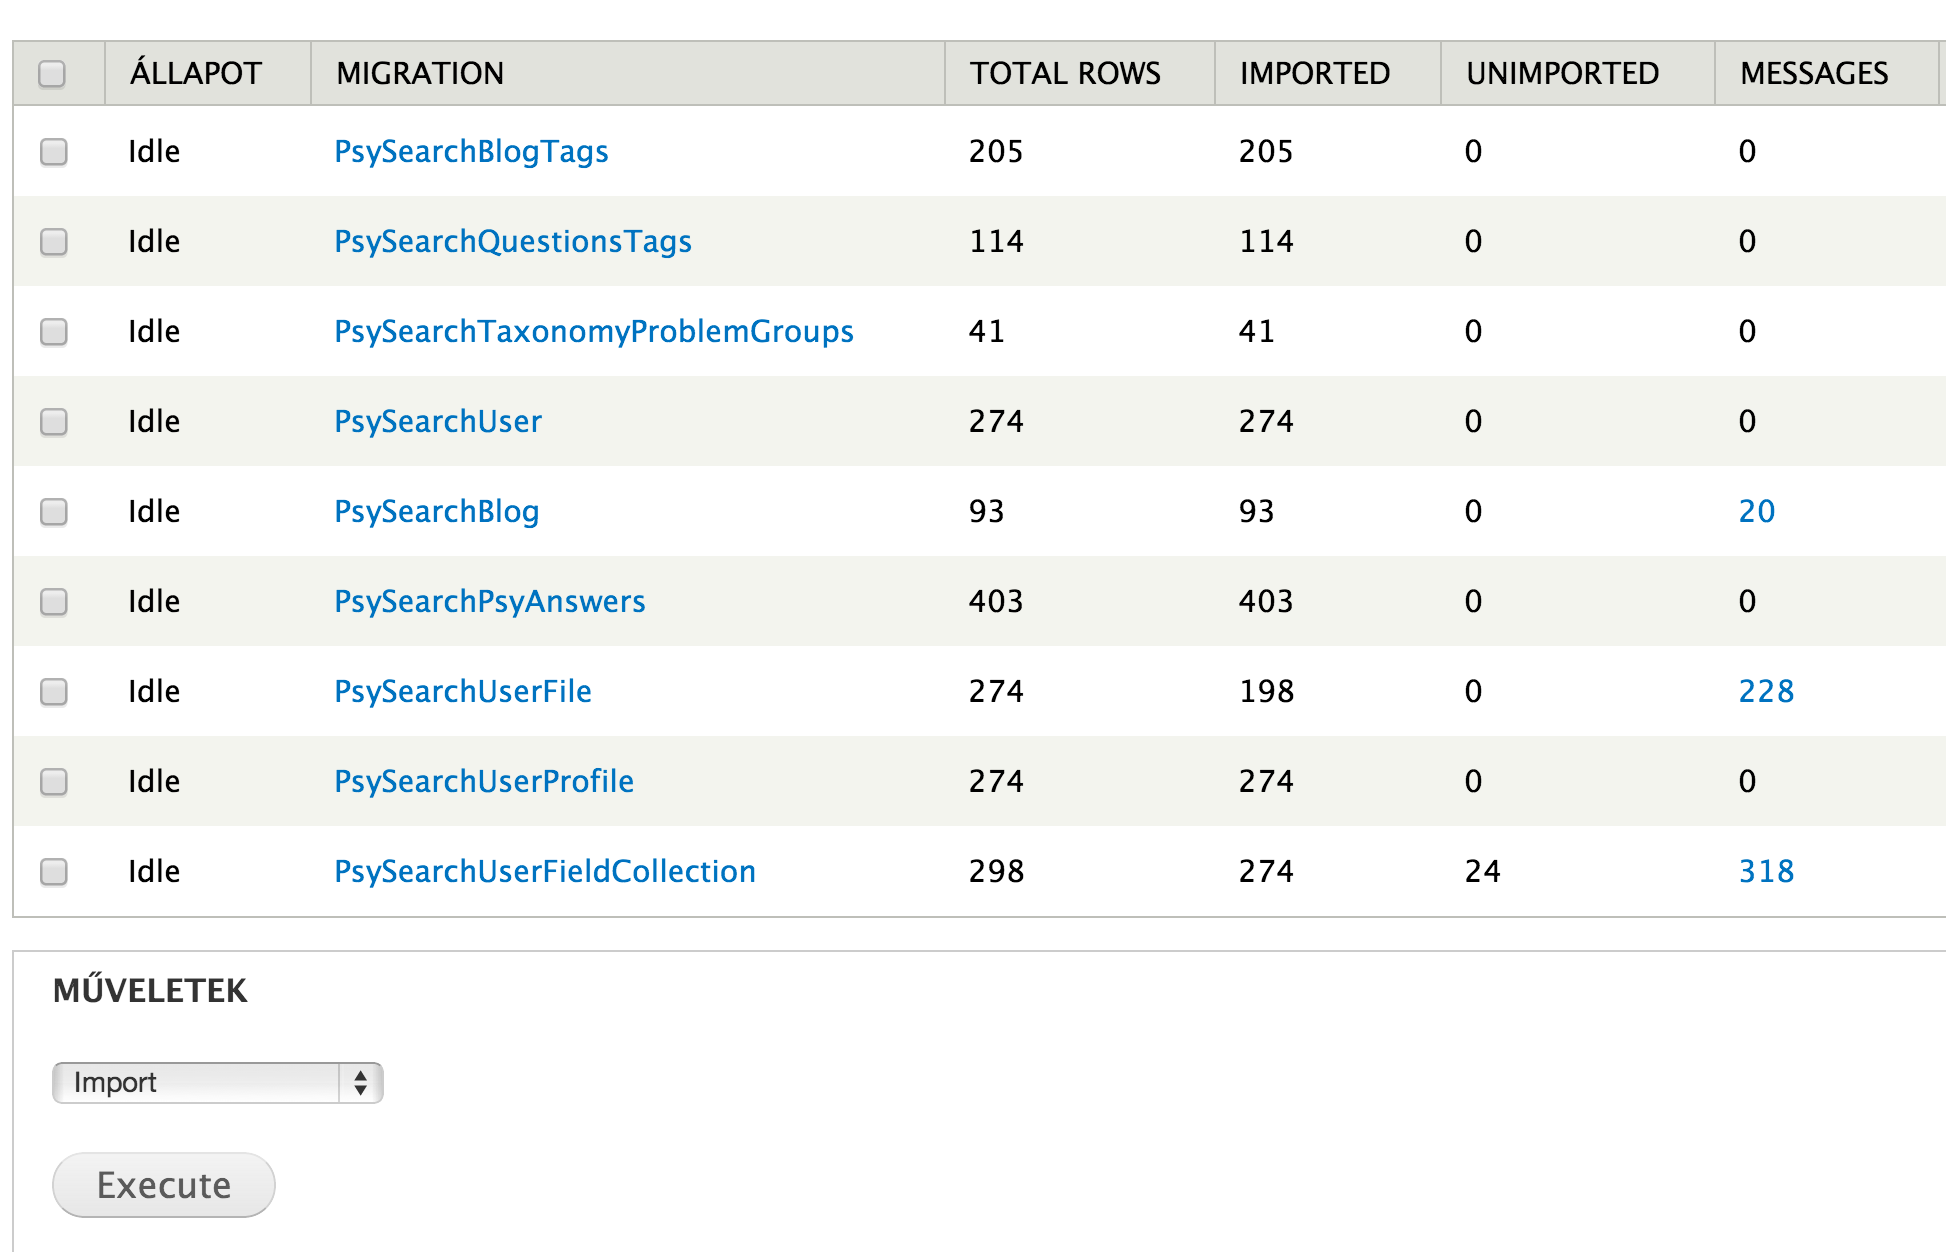 ÁLLAPOT MIGRATION TOTAL ROWS IMPORTED UNIMPORTED MESSAGES
Idle PsySearchBlogTags 205 205 0 0
Idle PsySearchQuestionsTags 114 114 0 0
Idle PsySearchTaxonomyProblemGroups 41 41 0 0
Idle PsySearchUser 274 274 0 0
Idle PsySearchBlog 93 93 0 20
Idle PsySearchPsyAnswers 403 403 0 0
Idle PsySearchUserFile 274 198 0 228
Idle PsySearchUserProfile 274 274 0 0
Idle PsySearchUserFieldCollection 298 274 24 318
MŰVELETEK
Import
Execute